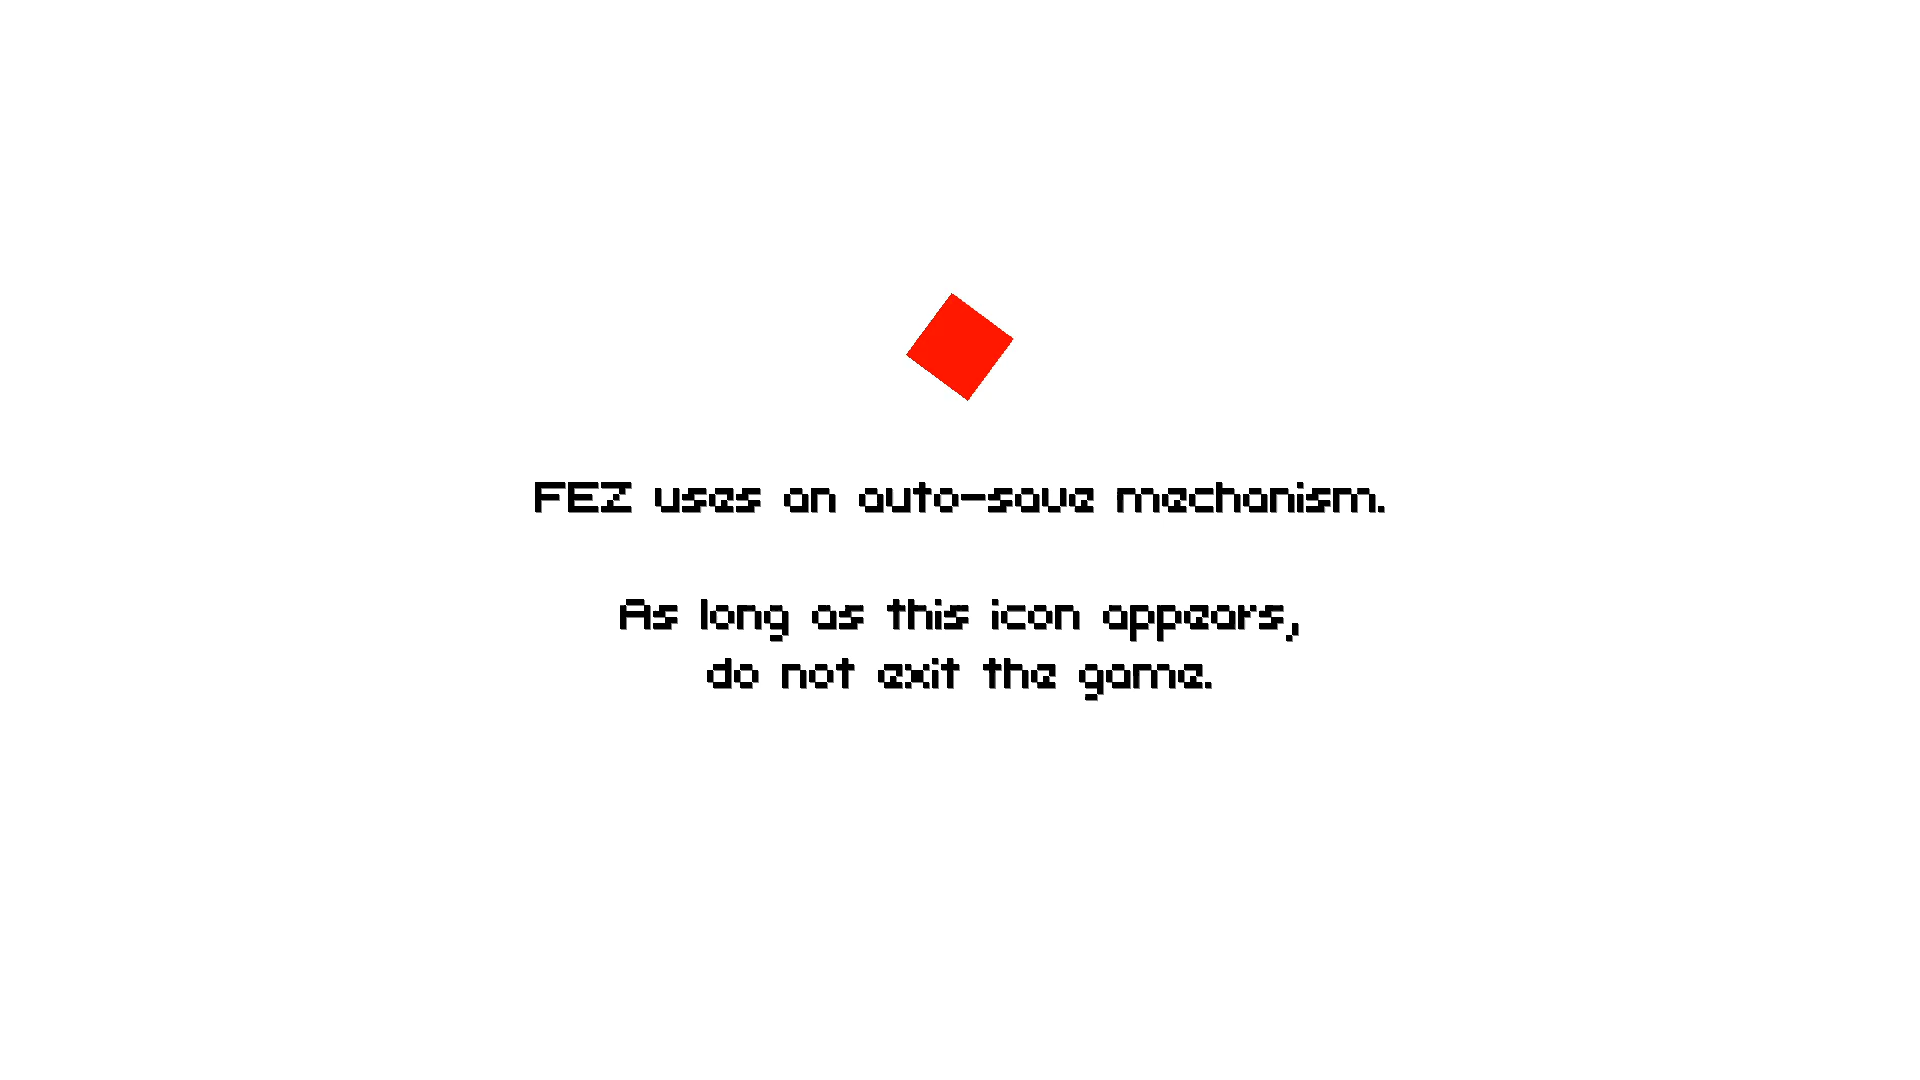 FEZ uses an auto-save mechanism.
As long as this icon appears,
do not exit the game.